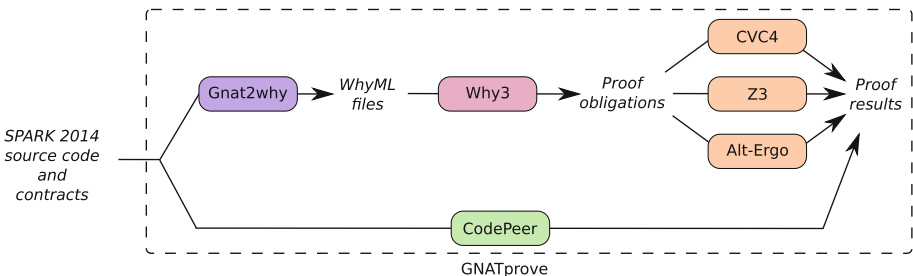 SPARK 2014
source code
and
contracts
Gnat2why
WhyML
files
Why3
Proof
obligations
CVC4
Z3
Alt-Ergo
Proof
results
CodePeer
GNATprove